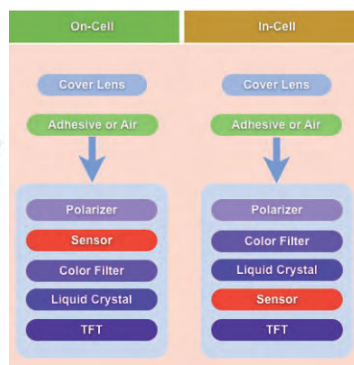 On-Cell
In-Cell
Cover Lens
Adhesive or Air
Polarizer
Sensor
Color Filter
Liquid Crystal
TFT
Cover Lens
Adhesive or Air
Polarizer
Color Filter
Liquid Crystal
Sensor
TFT